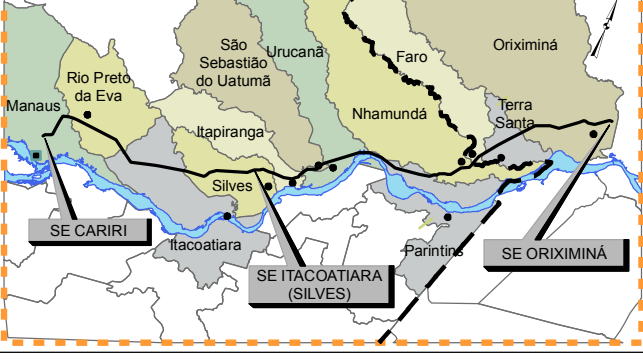 São
Sebastião
do Uatumã
Urucanã
Faro
Oriximiná
Rio Preto
da Eva
Manaus
Nhamundá
Terra
Santa
Itapiranga
Silves
SE CARIRI
Itacoatiara
Parintins
SE ORIXIMINÁ
SE ITACOATIARA
(SILVES)